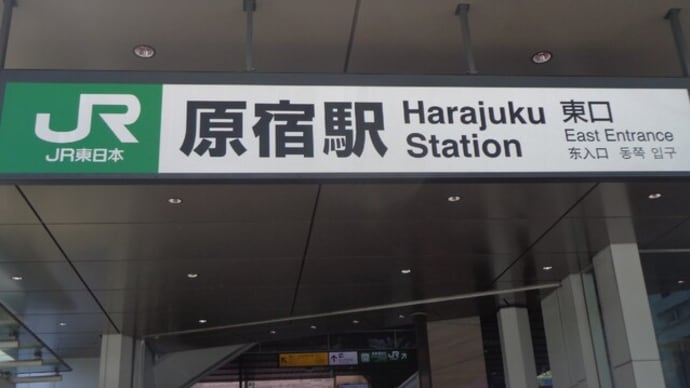 JR
JR東日本
原宿駅
Harajuku
Station
東口
East Entrance
东入口 동쪽 입구
JR